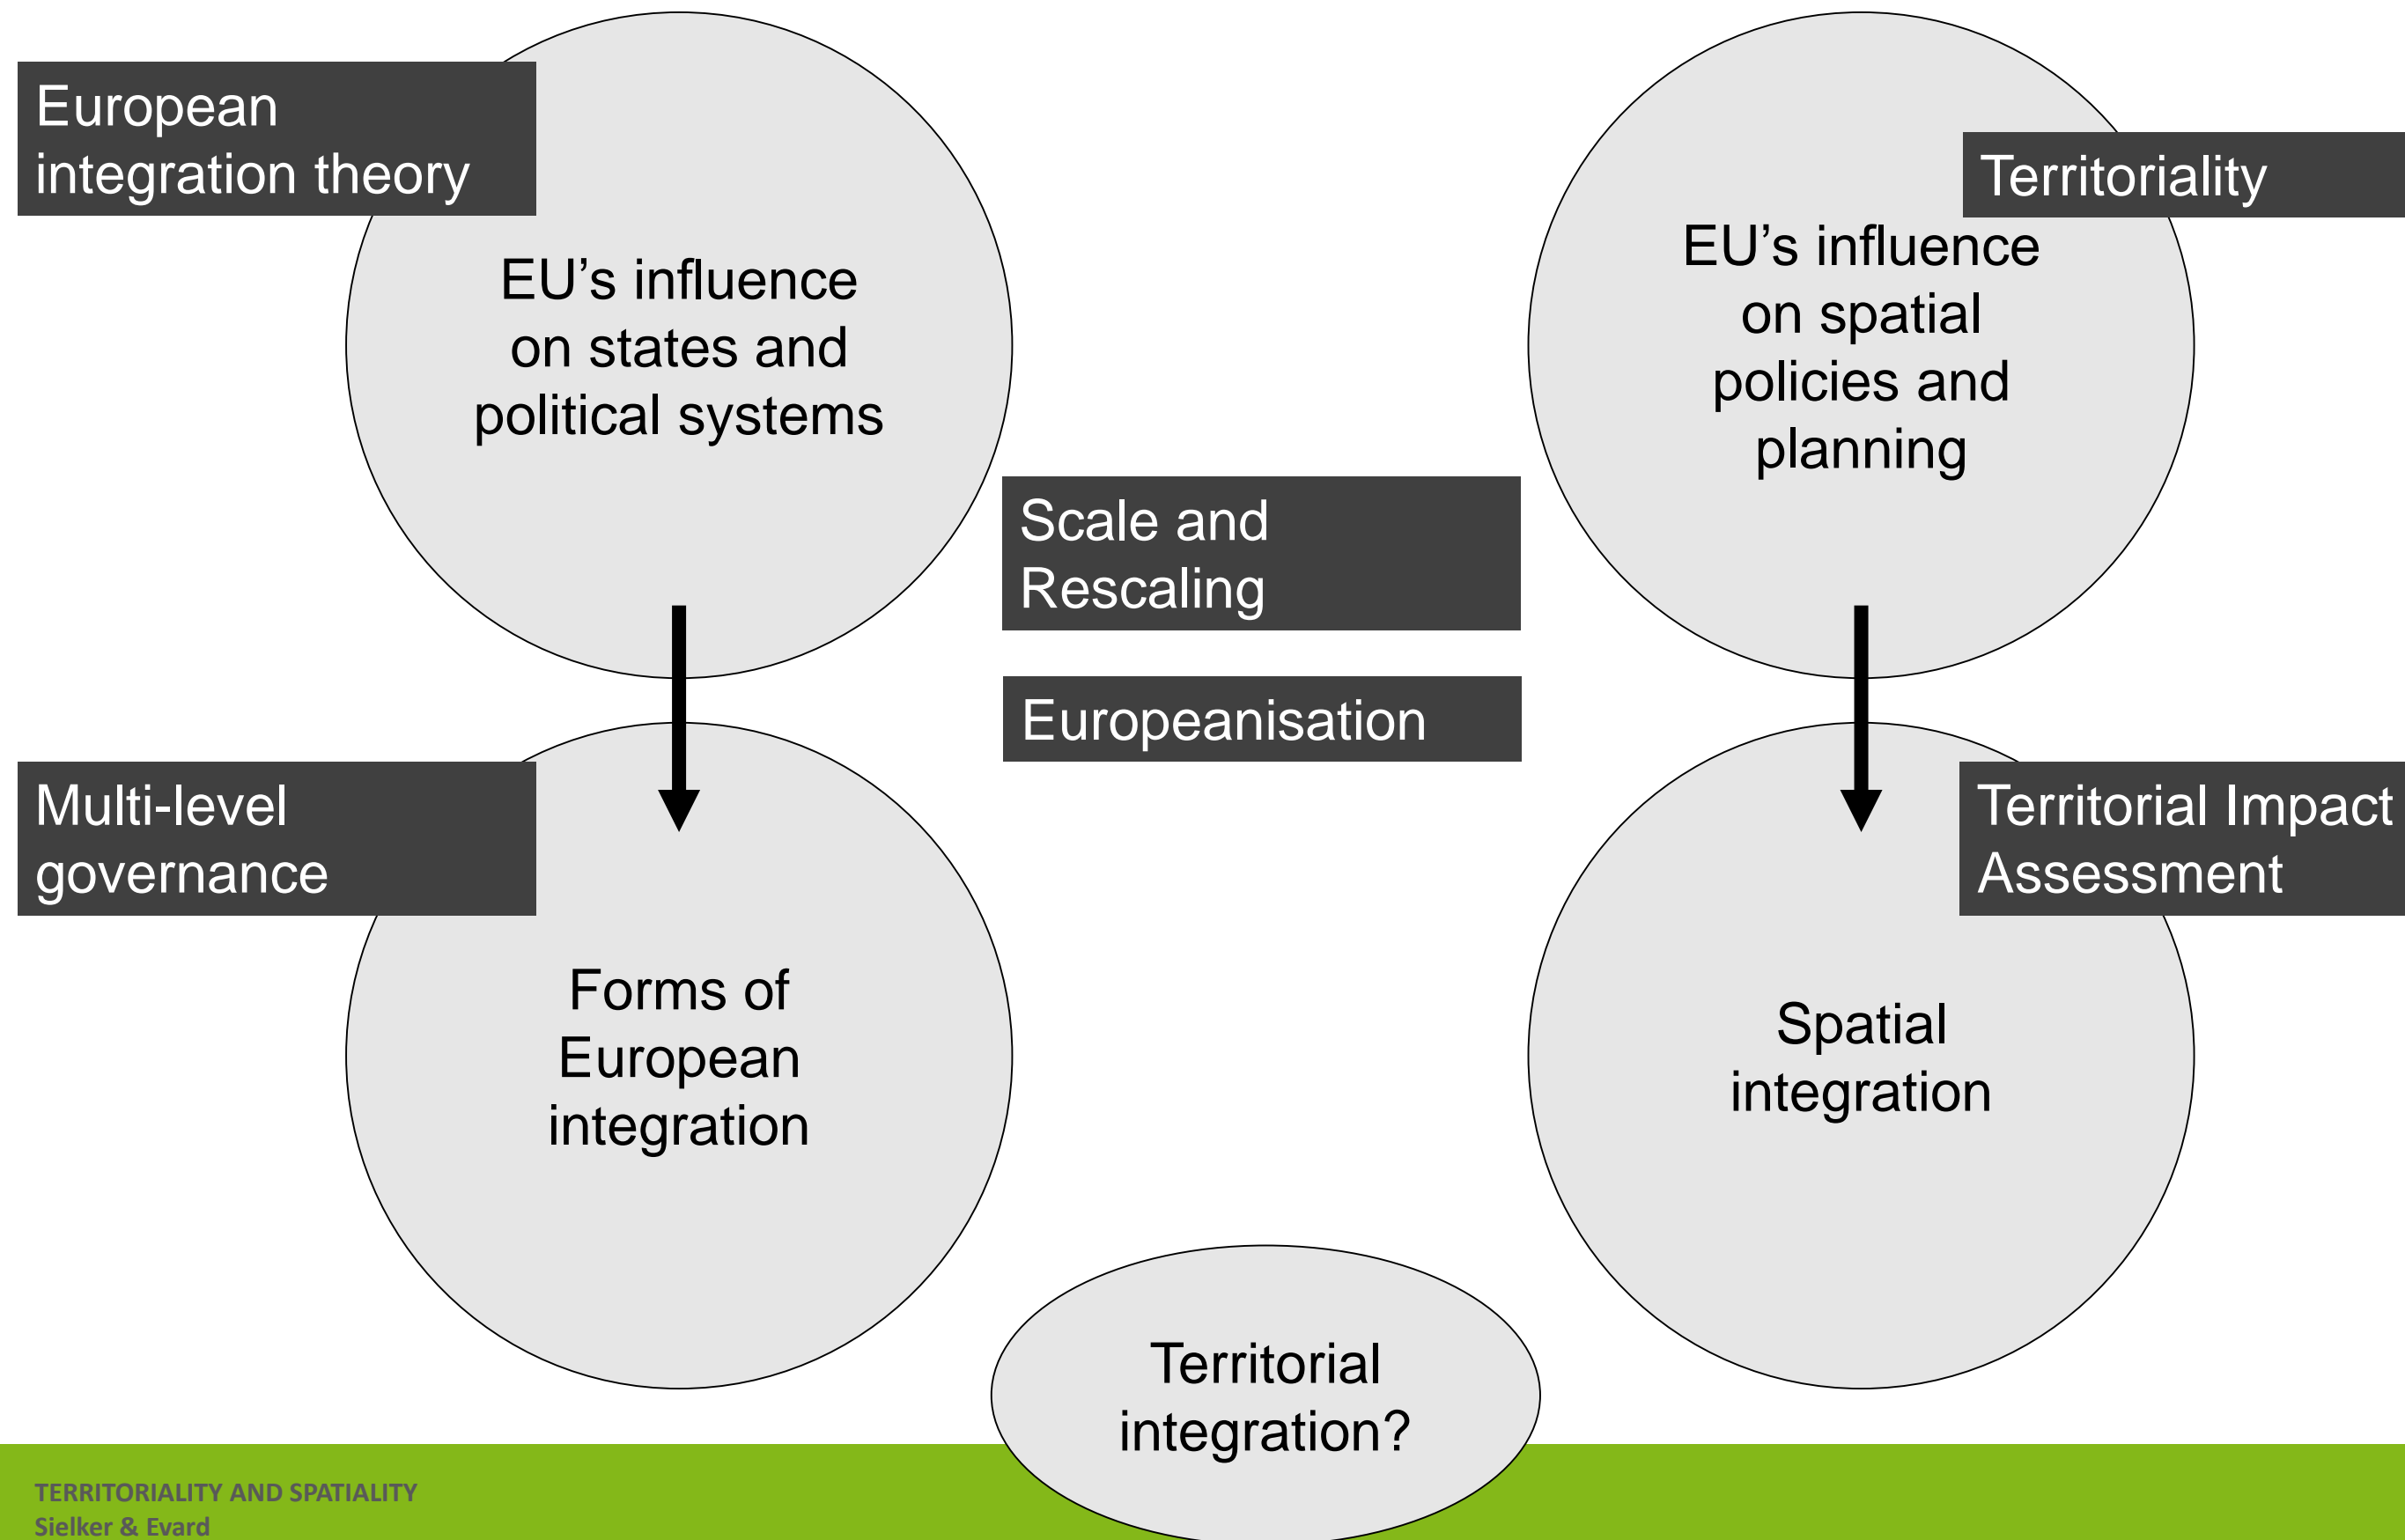 European
integration theory
EU's influence
on states and
political systems
Territoriality
EU's influence
on spatial
policies and
planning
Scale and
Rescaling
Europeanisation
Multi-level
governance
Territorial Impact
Assessment
Forms of
European
integration
Spatial
integration
Territorial
integration?
TERRITORIALITY AND SPATIALITY
Sielker & Evard